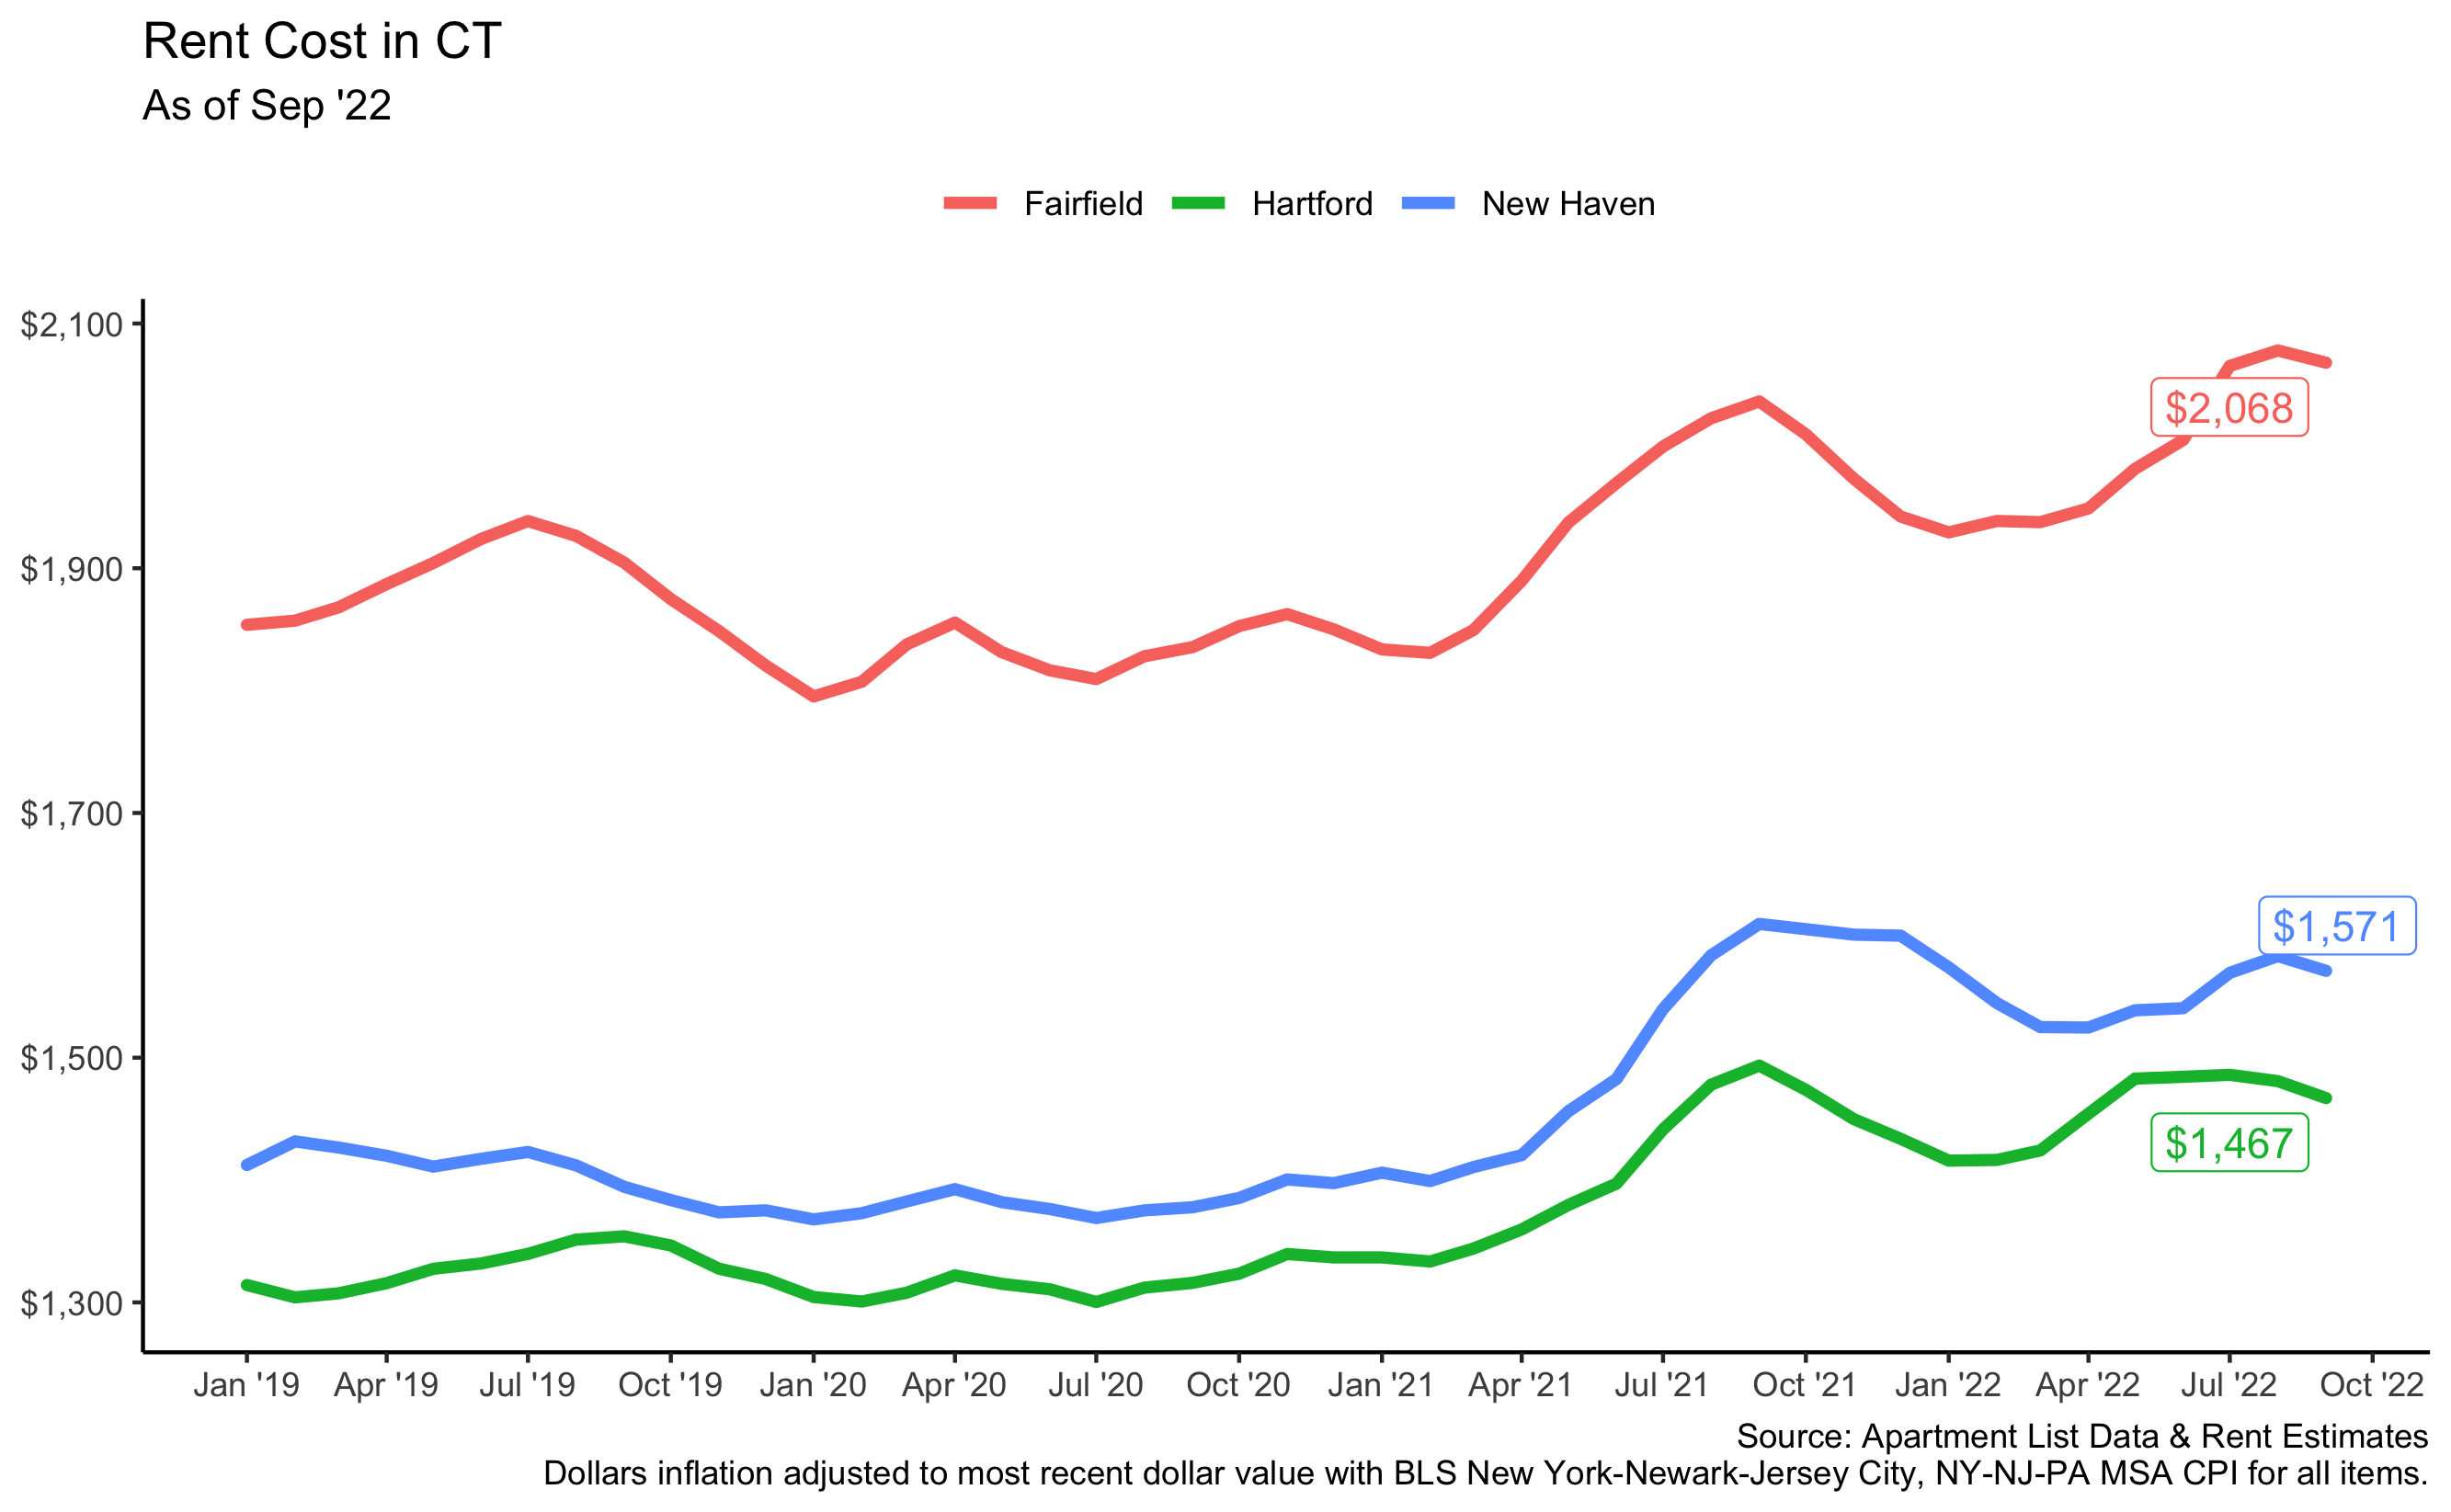 Rent Cost in CT
As of Sep '22
Fairfield Hartford New Haven
$2,100
$1,900
$1,700
$1,500
$1,300
$2,068
$1,571
$1,467
Jan '19 Apr '19 Jul '19 Oct '19 Jan '20 Apr '20 Jul '20 Oct '20 Jan '21 Apr '21 Jul '21 Oct '21 Jan '22 Apr '22 Jul '22 Oct '22
Source: Apartment List Data & Rent Estimates
Dollars inflation adjusted to most recent dollar value with BLS New York-Newark-Jersey City, NY-NJ-PA MSA CPI for all items.